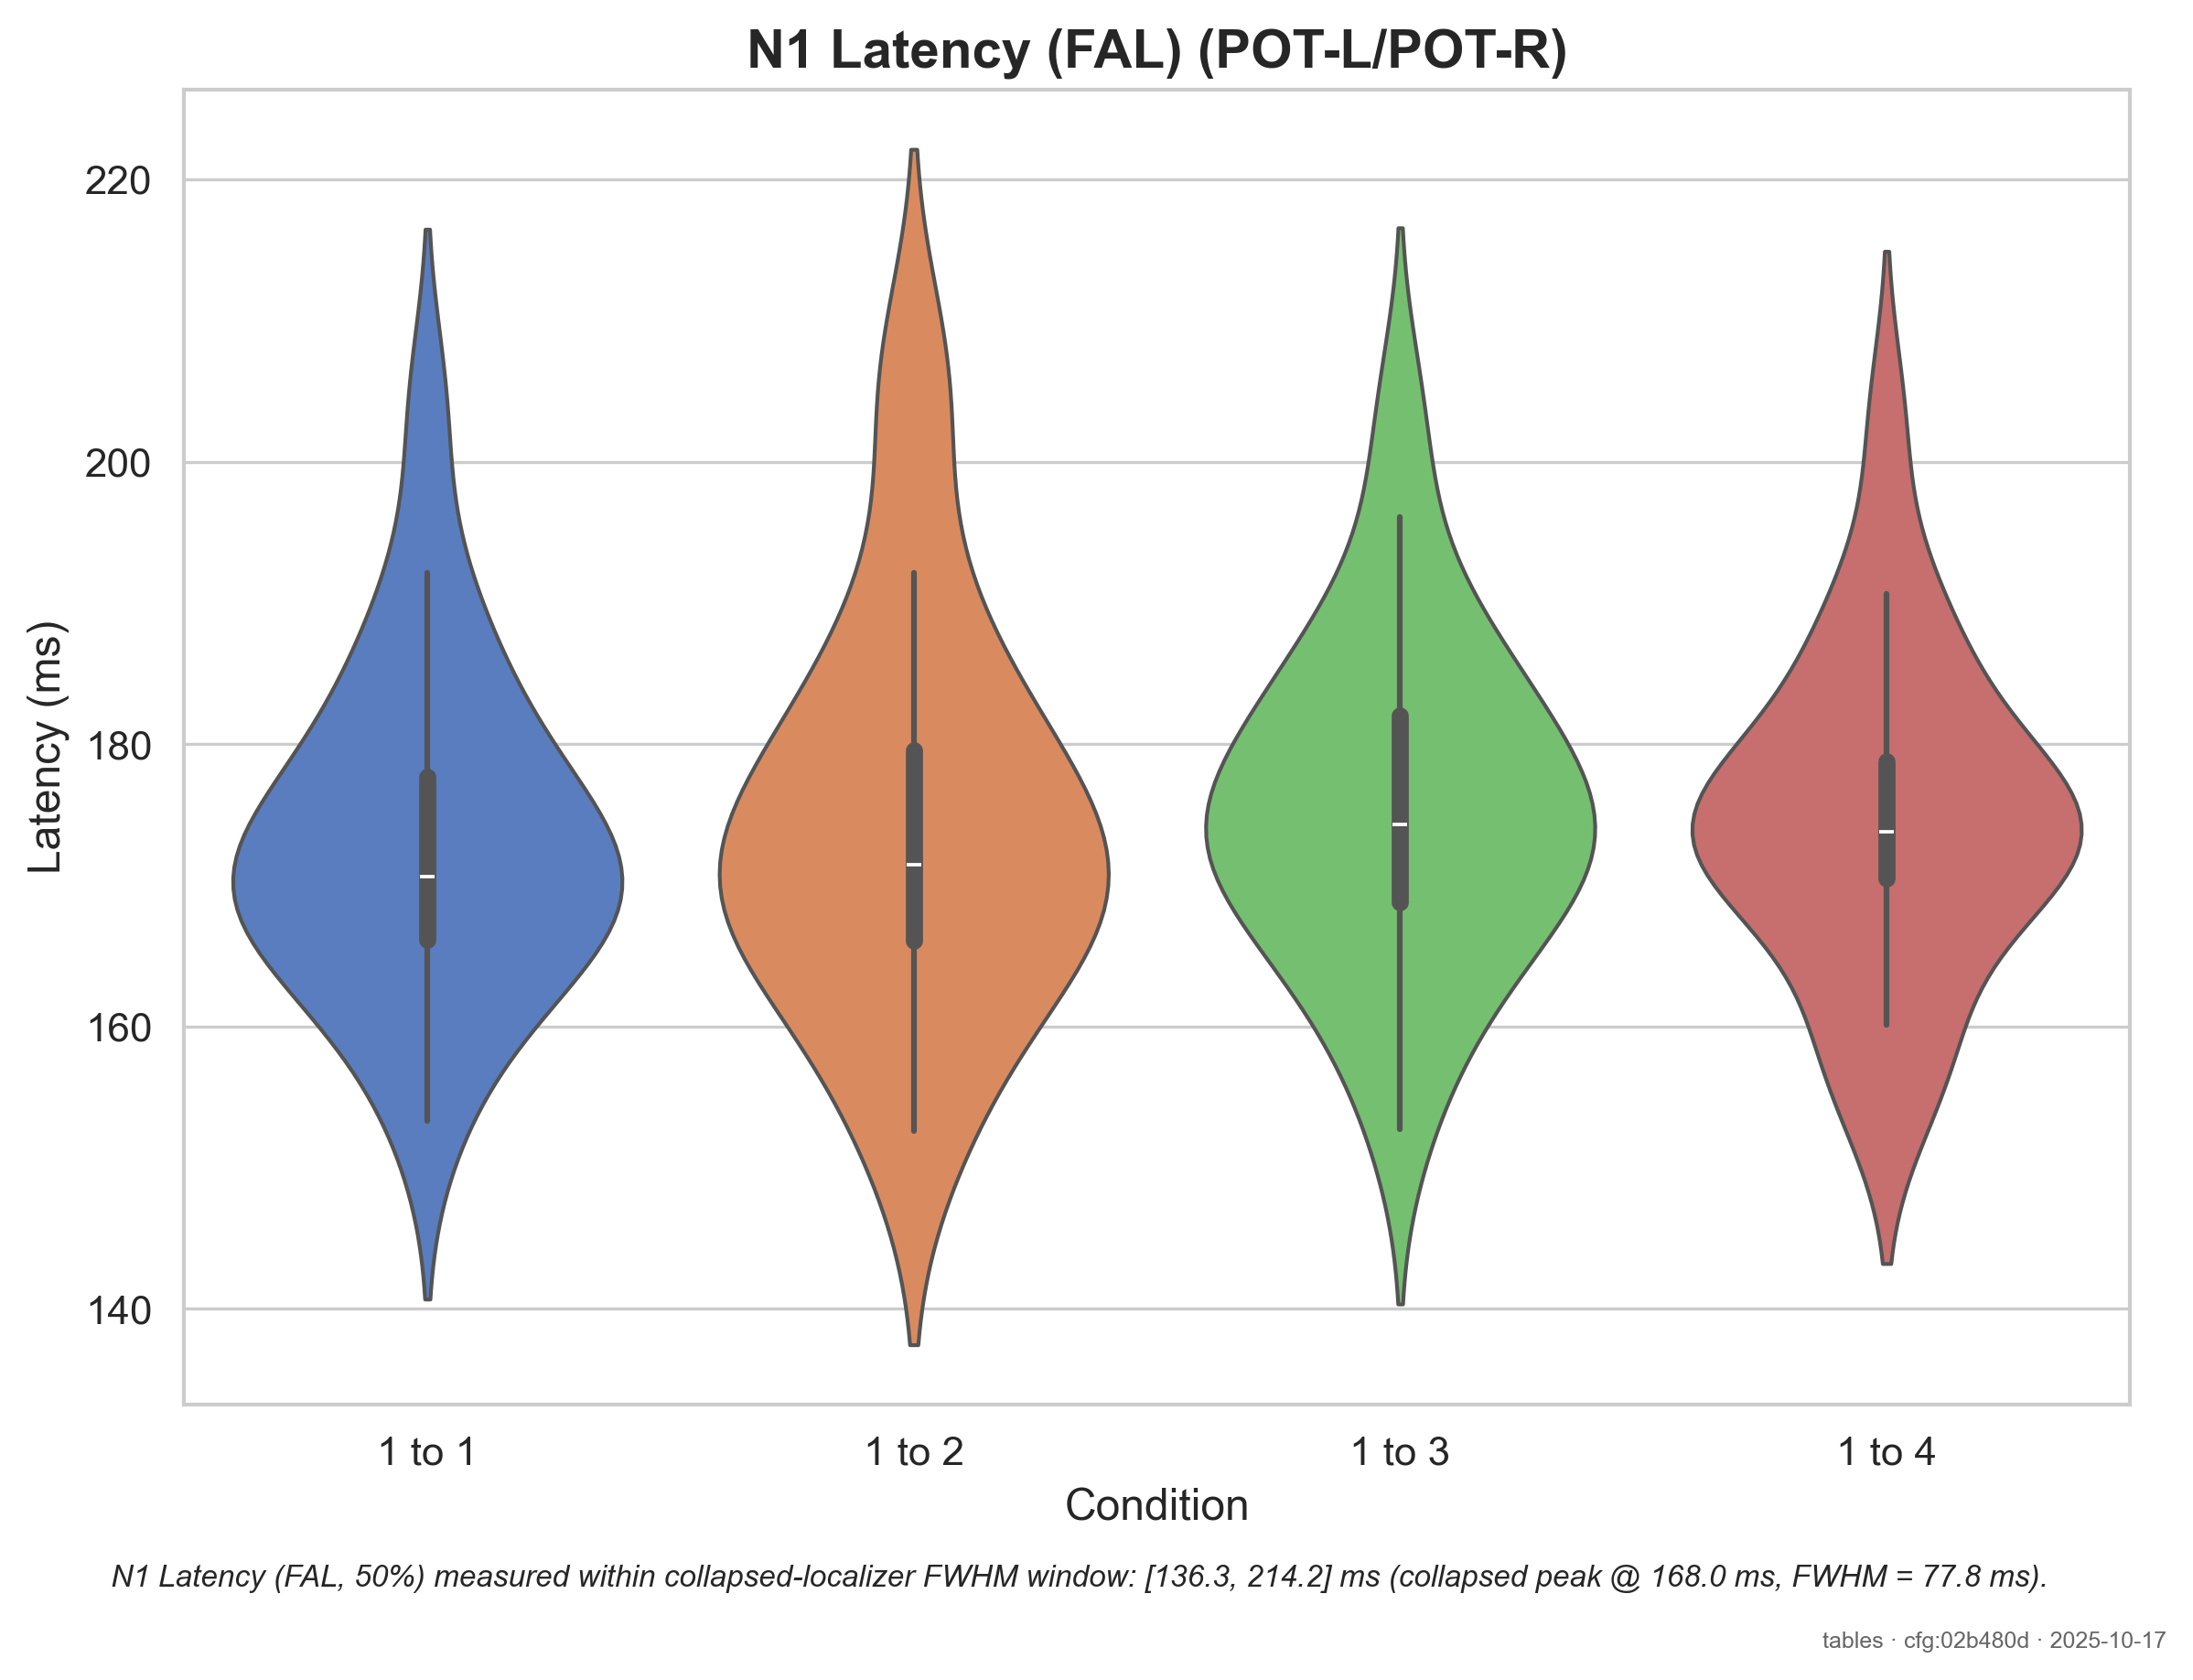 N1 Latency (FAL) (POT-L/POT-R)
Latency (ms)
220
200
180
160
140
1 to 1
1 to 2
1 to 3
1 to 4
Condition
N1 Latency (FAL, 50%) measured within collapsed-localizer FWHM window: [136.3, 214.2] ms (collapsed peak @ 168.0 ms, FWHM = 77.8 ms).
tables · cfg:02b480d · 2025-10-17